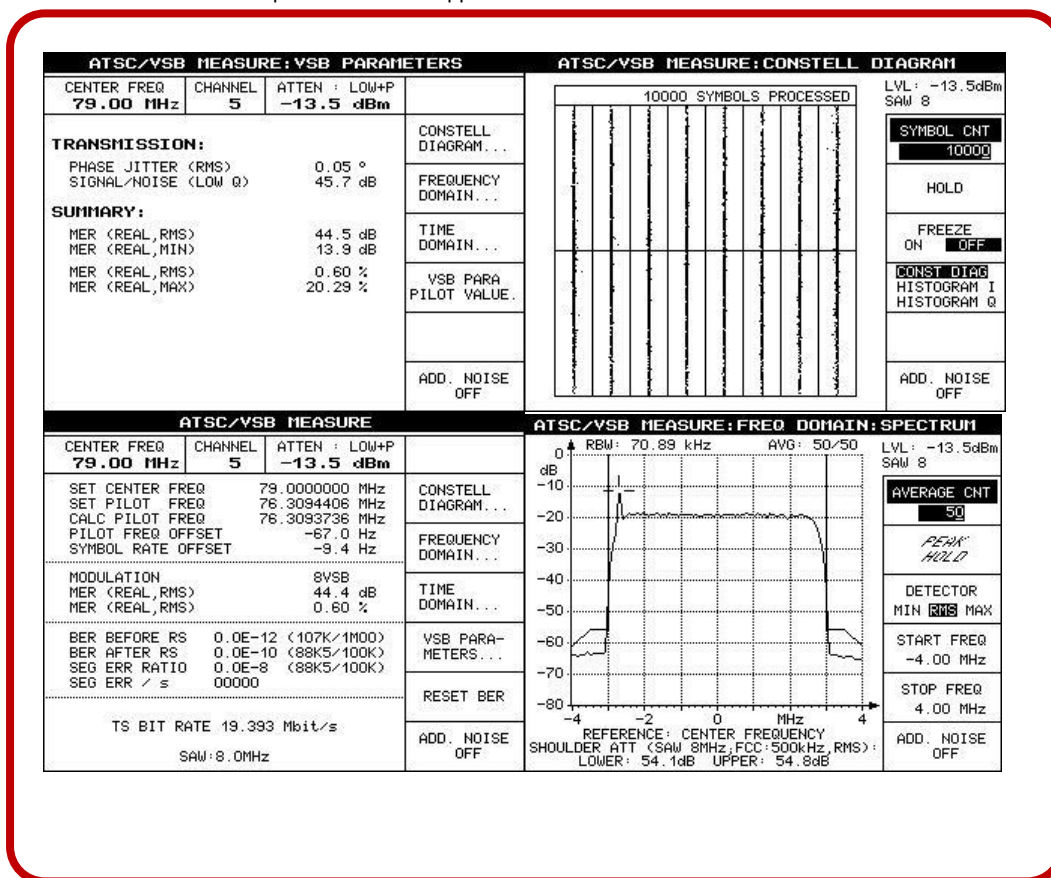 ATSC/VSB MEASURE:VSB PARAMETERS
CENTER FREQ CHANNEL ATTEN : LOW+P
79.00 MHz 5 -13.5 dBm
TRANSMISSION:
PHASE JITTER (RMS) 0.05 °
SIGNAL/NOISE (LOW Q) 45.7 dB
SUMMARY:
MER (REAL,RMS) 44.5 dB
MER (REAL,MIN) 13.9 dB
MER (REAL,RMS) 0.60 %
MER (REAL,MAX) 20.29 %
CONSTELL
DIAGRAM...
FREQUENCY
DOMAIN...
TIME
DOMAIN...
VSB PARA
PILOT VALUE.
ADD. NOISE
OFF
ATSC/VSB MEASURE:CONSTELL DIAGRAM
10000 SYMBOLS PROCESSED
LVL: -13.5dBm
SAW 8
SYMBOL CNT
10000
HOLD
FREEZE
ON OFF
CONST DIAG
HISTOGRAM I
HISTOGRAM Q
ADD. NOISE
OFF
ATSC/VSB MEASURE
CENTER FREQ CHANNEL ATTEN : LOW+P
79.00 MHz 5 -13.5 dBm
SET CENTER FREQ 79.0000000 MHz
SET PILOT FREQ 76.3094406 MHz
CALC PILOT FREQ 76.3093736 MHz
PILOT FREQ OFFSET -67.0 Hz
SYMBOL RATE OFFSET -9.4 Hz
MODULATION 8VSB
MER (REAL,RMS) 44.4 dB
MER (REAL,RMS) 0.60 %
BER BEFORE RS 0.0E-12 (107K/1M00)
BER AFTER RS 0.0E-10 (88K5/100K)
SEG ERR RATIO 0.0E-8 (88K5/100K)
SEG ERR / s 00000
TS BIT RATE 19.393 Mbit/s
SAW:8.0MHz
CONSTELL
DIAGRAM...
FREQUENCY
DOMAIN...
TIME
DOMAIN...
VSB PARA-
METERS...
RESET BER
ADD. NOISE
OFF
ATSC/VSB MEASURE:FREQ DOMAIN:SPECTRUM
RBW: 70.89 kHz AVG: 50/50
0
dB
-10
-20
-30
-40
-50
-60
-70
-80
-4 -2 0 MHz 4
REFERENCE: CENTER FREQUENCY
SHOULDER ATT (SAW 8MHz;FCC:500kHz,RMS):
LOWER: 54.1dB UPPER: 54.8dB
LVL: -13.5dBm
SAW 8
AVERAGE CNT
50
PEAK
HOLD
DETECTOR
MIN RMS MAX
START FREQ
-4.00 MHz
STOP FREQ
4.00 MHz
ADD. NOISE
OFF